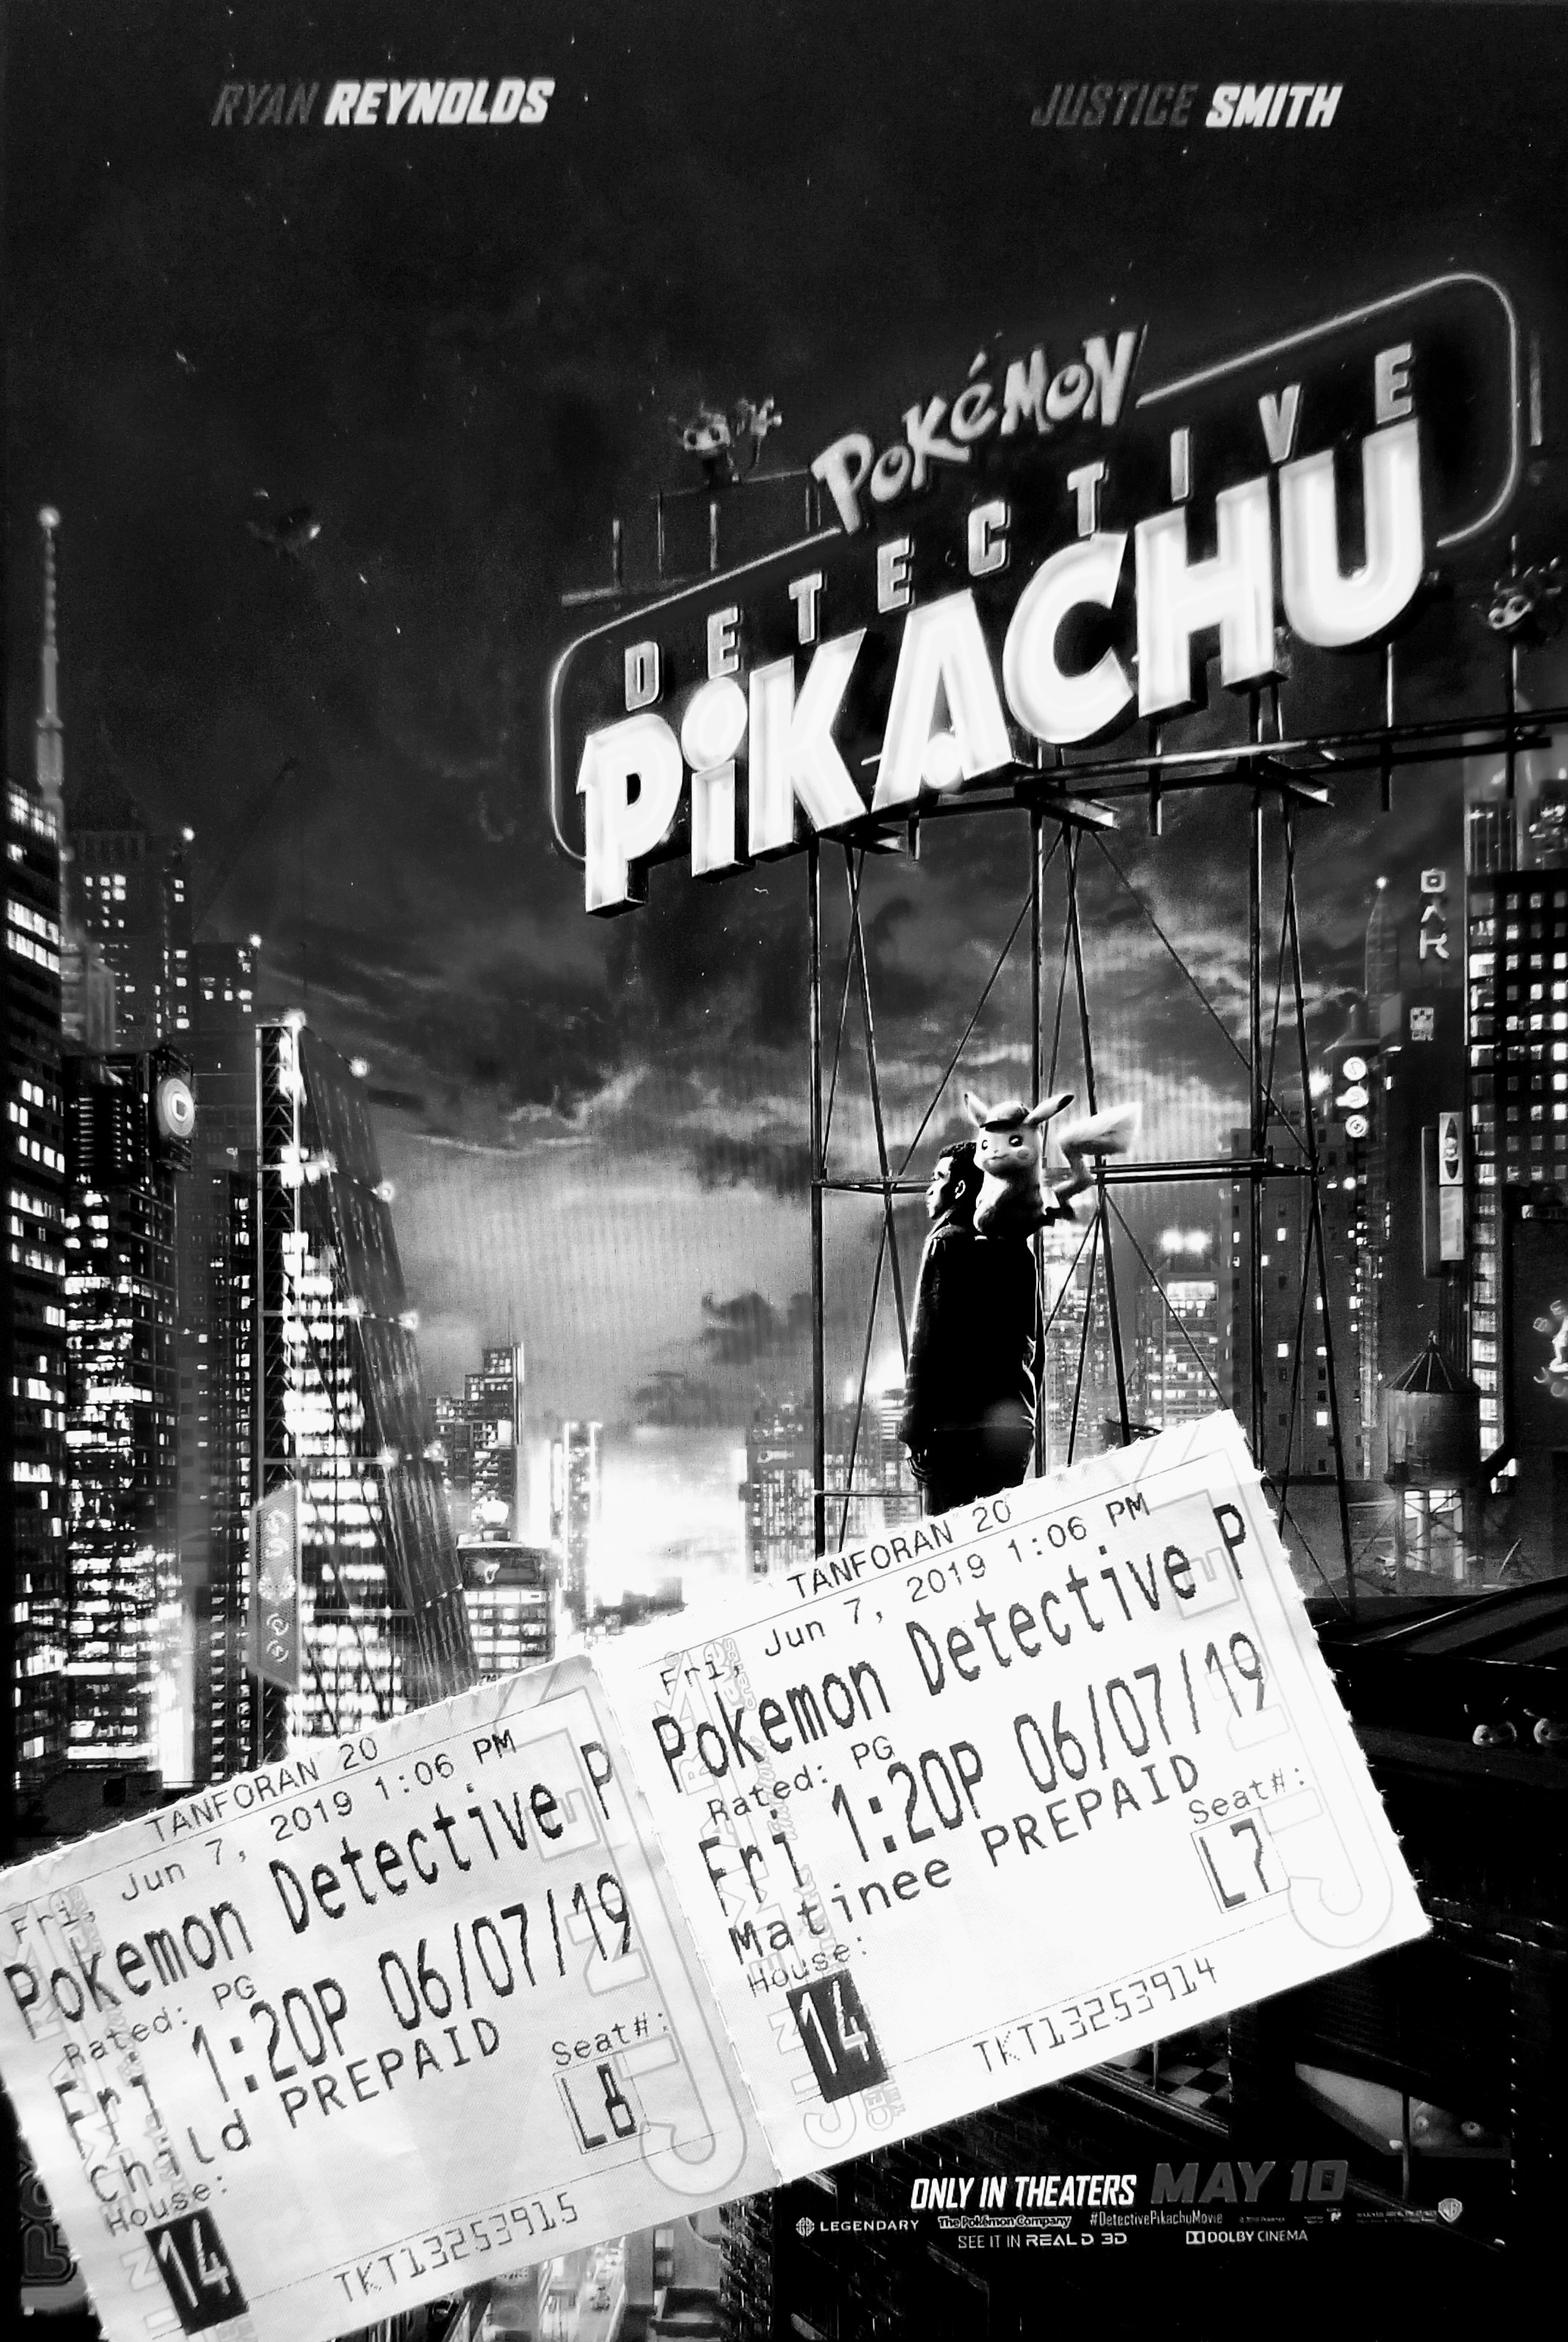 RYAN REYNOLDS
JUSTICE SMITH
POKéMON
DETECTIVE
PiKACHU
BAR
TANFORAN 20
Fri, Jun 7, 2019 1:06 PM
Pokemon Detective P
Rated: PG
Fri 1:20P 06/07/19
Matinee PREPAID
House:
14
Seat#:
L7
TKT13253914
TANFORAN 20
Fri, Jun 7, 2019 1:06 PM
Pokemon Detective P
Rated: PG
Fri 1:20P 06/07/19
Child PREPAID
House:
14
Seat#:
L8
TKT13253915
ONLY IN THEATERS MAY 10
LEGENDARY The Pokémon Company #DetectivePikachuMovie
SEE IT IN REALD 3D DOLBY CINEMA